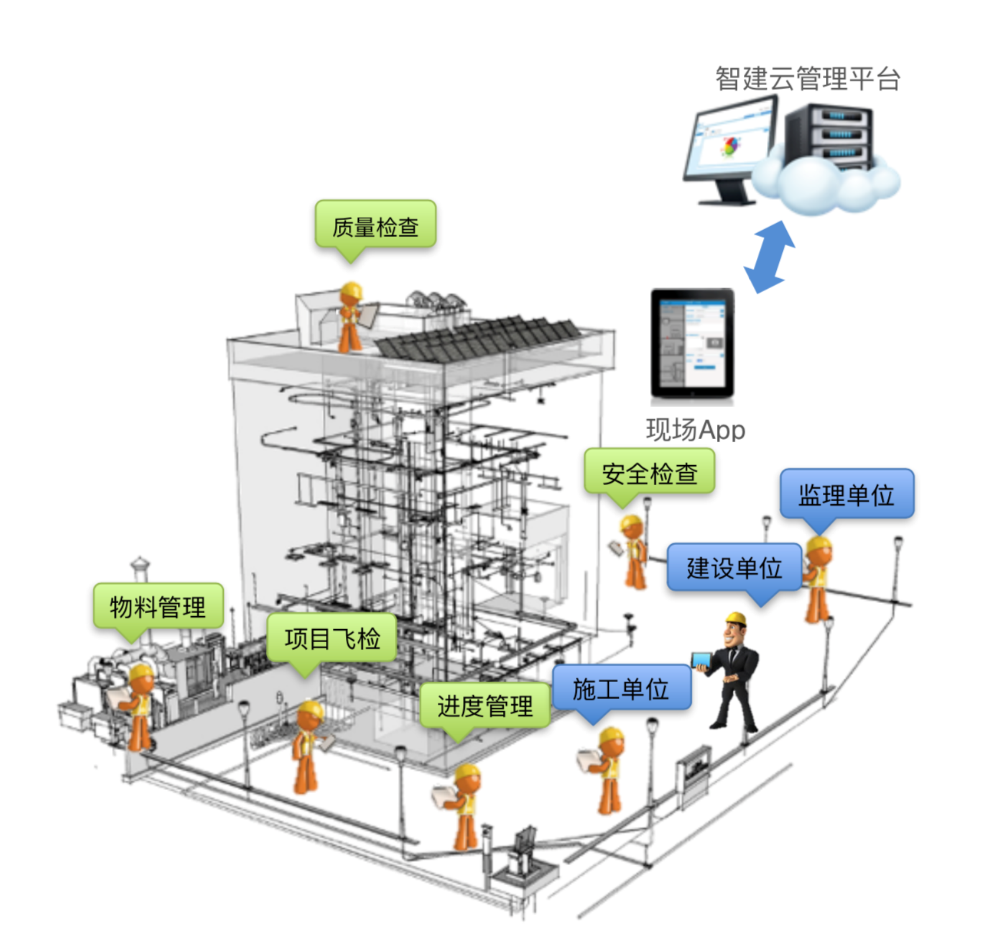 智建云管理平台
质量检查
现场App
安全检查
监理单位
建设单位
物料管理
项目飞检
施工单位
进度管理